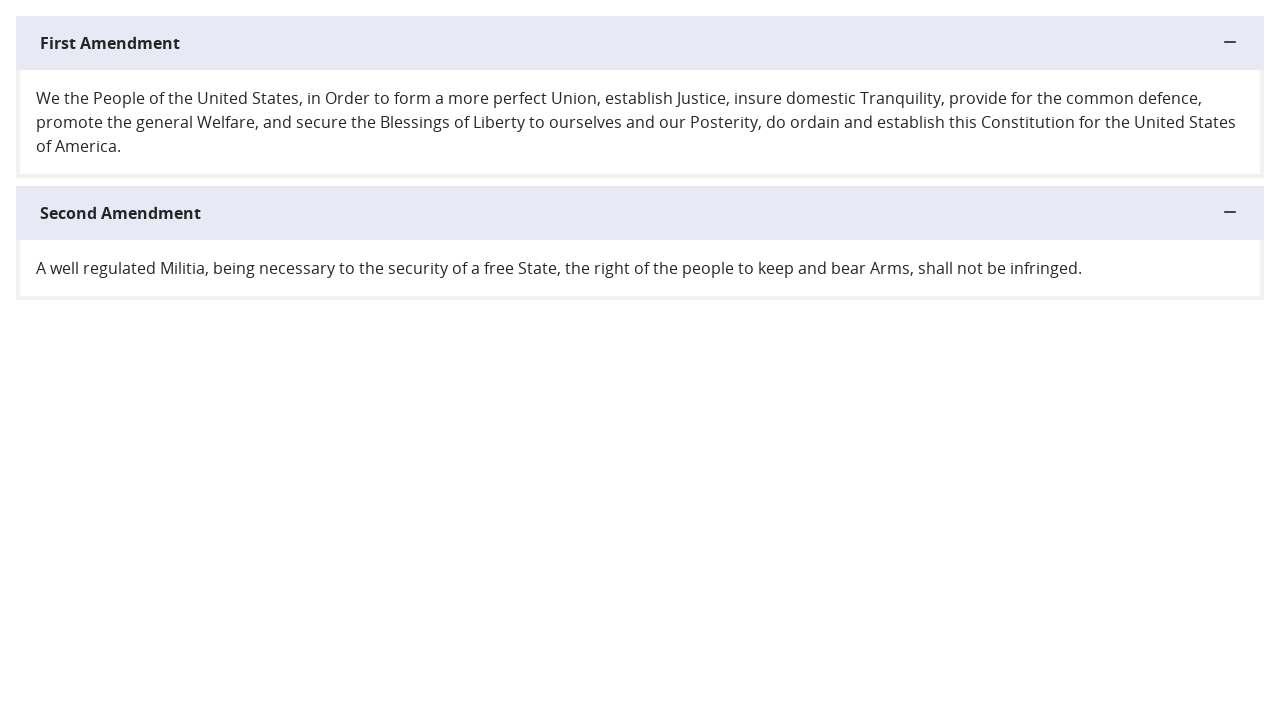 First Amendment
We the People of the United States, in Order to form a more perfect Union, establish Justice, insure domestic Tranquility, provide for the common defence,
promote the general Welfare, and secure the Blessings of Liberty to ourselves and our Posterity, do ordain and establish this Constitution for the United States
of America.
Second Amendment
A well regulated Militia, being necessary to the security of a free State, the right of the people to keep and bear Arms, shall not be infringed.